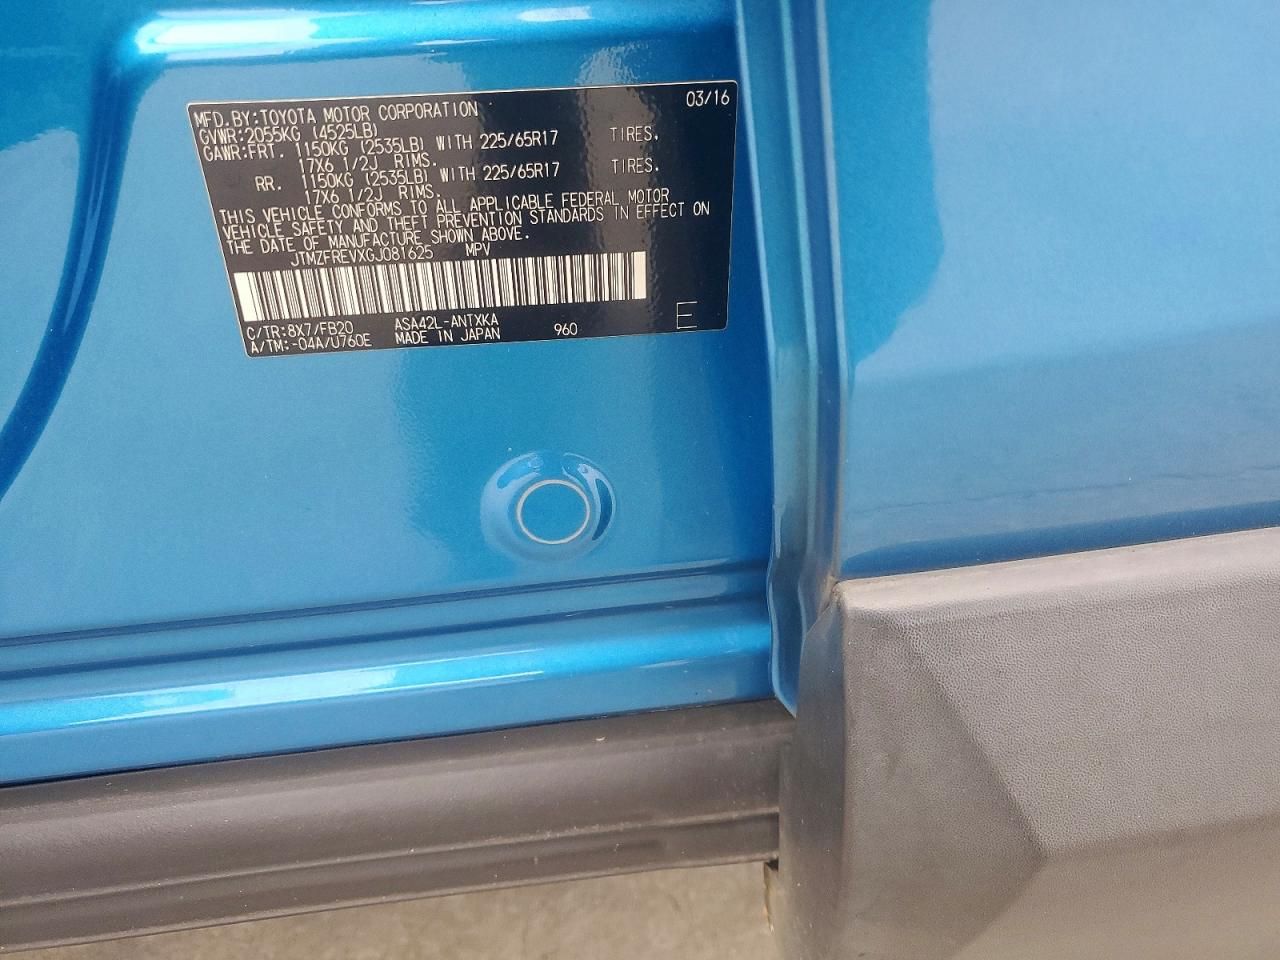 MFD.BY:TOYOTA MOTOR CORPORATION 03/16
GVWR:2055KG (4525LB)
GAWR:FRT. 1150KG (2535LB) WITH 225/65R17 TIRES.
17X6 1/2J RIMS.
RR. 1150KG (2535LB) WITH 225/65R17 TIRES.
17X6 1/2J RIMS.
THIS VEHICLE CONFORMS TO ALL APPLICABLE FEDERAL MOTOR
VEHICLE SAFETY AND THEFT PREVENTION STANDARDS IN EFFECT ON
THE DATE OF MANUFACTURE SHOWN ABOVE.
JTMZFREVXGJ081625 MPV
C/TR:8X7/FB20 ASA42L-ANTXKA 960 E
A/TM:-04A/U760E MADE IN JAPAN